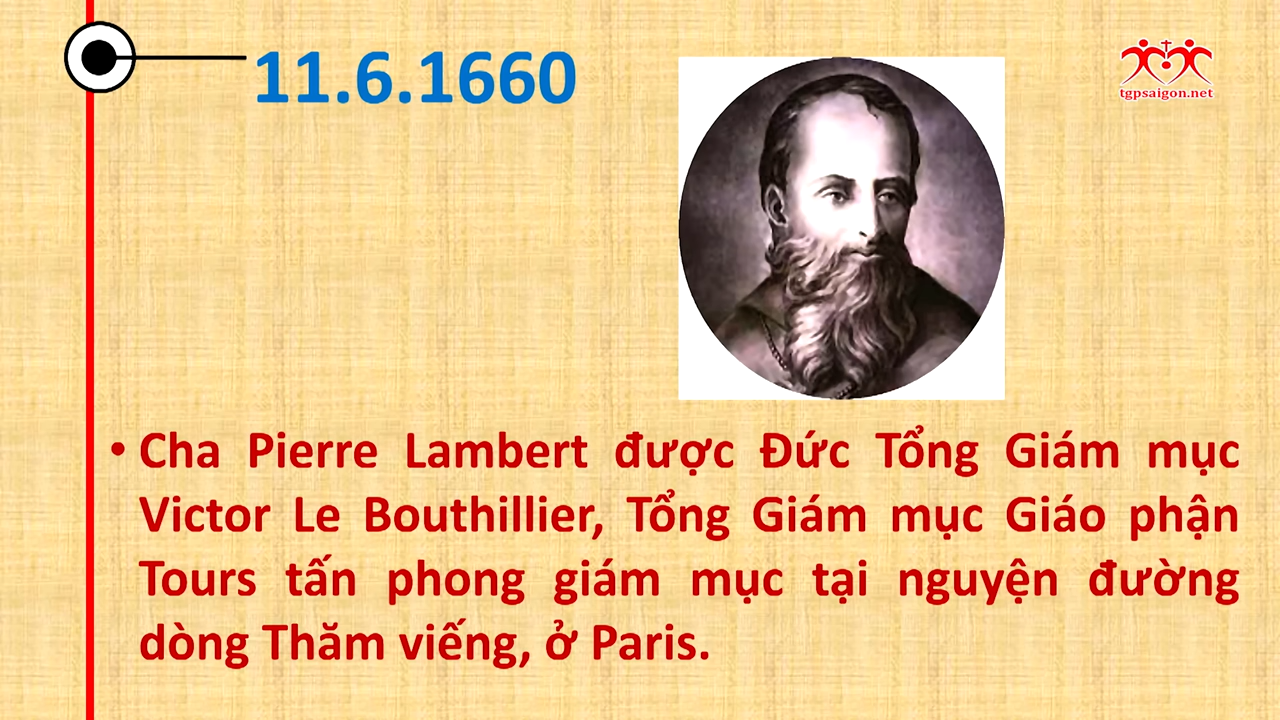 11.6.1660
tgpsaigon.net
• Cha Pierre Lambert được Đức Tổng Giám mục
Victor Le Bouthillier, Tổng Giám mục Giáo phận
Tours tấn phong giám mục tại nguyện đường
dòng Thăm viếng, ở Paris.